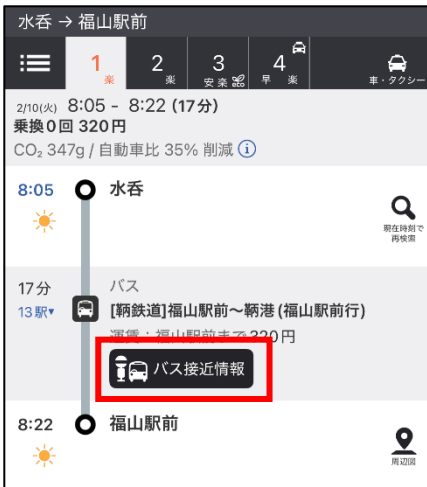 水呑 → 福山駅前
1
楽
2
楽
3
安 楽
4
早 楽
車・タクシー
2/10(火) 8:05 - 8:22 (17分)
乗換0回 320円
CO₂ 347g / 自動車比 35% 削減 i
8:05 水呑
現在時刻で
再検索
17分 バス
13駅▾ [鞆鉄道]福山駅前〜鞆港 (福山駅前行)
運賃：福山駅前まで320円
バス接近情報
8:22 福山駅前
周辺図